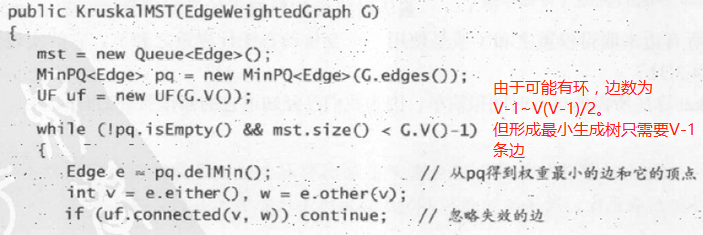 public KruskalMST(EdgeWeightedGraph G)
{
mst = new Queue<Edge>();
MinPQ<Edge> pq = new MinPQ<Edge>(G.edges());
UF uf = new UF(G.V());
由于可能有环，边数为
V-1~V(V-1)/2。
while (!pq.isEmpty() && mst.size() < G.V()-1)
但形成最小生成树只需要V-1
条边
{
Edge e = pq.delMin(); // 从pq得到权重最小的边和它的顶点
int v = e.either(), w = e.other(v);
if (uf.connected(v, w)) continue; // 忽略失效的边